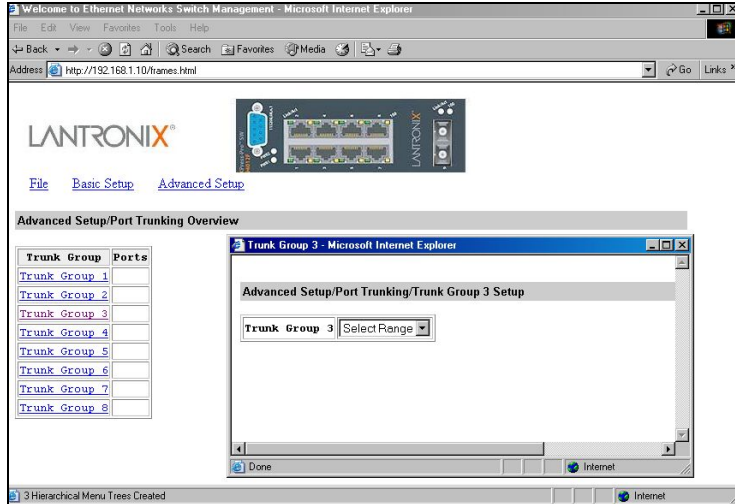 Welcome to Ethernet Networks Switch Management - Microsoft Internet Explorer
File Edit View Favorites Tools Help
Back Search Favorites Media
Address http://192.168.1.10/frames.html Go Links »
LANTRONIX®
LANTRONIX
File Basic Setup Advanced Setup
Advanced Setup/Port Trunking Overview
Trunk Group Ports
Trunk Group 1
Trunk Group 2
Trunk Group 3
Trunk Group 4
Trunk Group 5
Trunk Group 6
Trunk Group 7
Trunk Group 8
Trunk Group 3 - Microsoft Internet Explorer
Advanced Setup/Port Trunking/Trunk Group 3 Setup
Trunk Group 3 Select Range
Done Internet
3 Hierarchical Menu Trees Created Internet